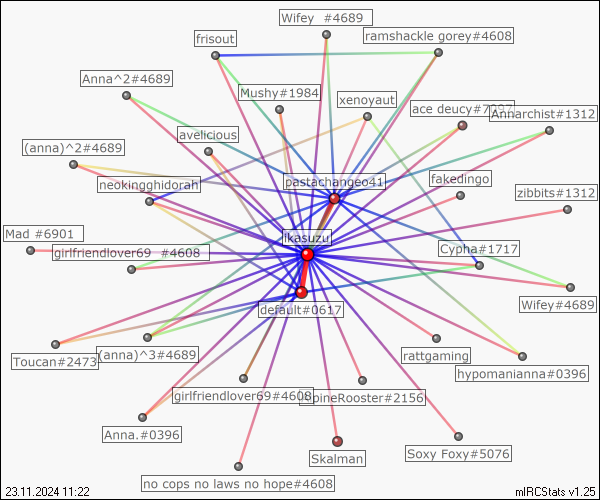 Wifey #4689
frisout
ramshackle gorey#4608
Anna^2#4689
Mushy#1984
xenoyaut
ace deucy#7297
Annarchist#1312
avelicious
(anna)^2#4689
pastachangeo41
fakedingo
neokingghidorah
zibbits#1312
Mad #6901
ikasuzu
girlfriendlover69 #4608
Cypha#1717
Wifey#4689
default#0617
Toucan#2473
(anna)^3#4689
rattgaming
hypomanianna#0396
girlfriendlover69#4608
pineRooster#2156
Anna.#0396
Skalman
Soxy Foxy#5076
no cops no laws no hope#4608
23.11.2024 11:22
mIRCStats v1.25